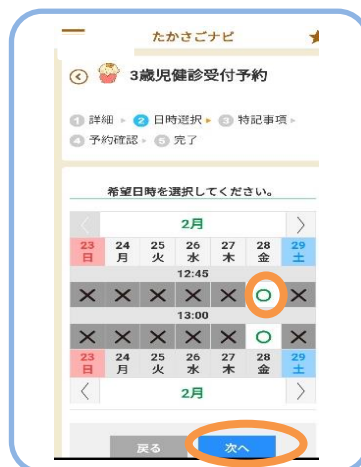 たかさごナビ
3歳児健診受付予約
1 詳細 ▸ 2 日時選択 ▸ 3 特記事項 ▸
4 予約確認 ▸ 5 完了
希望日時を選択してください。
2月
23 24 25 26 27 28 29
日 月 火 水 木 金 土
12:45
× × × × × ○ ×
13:00
× × × × × ○ ×
23 24 25 26 27 28 29
日 月 火 水 木 金 土
2月
戻る 次へ